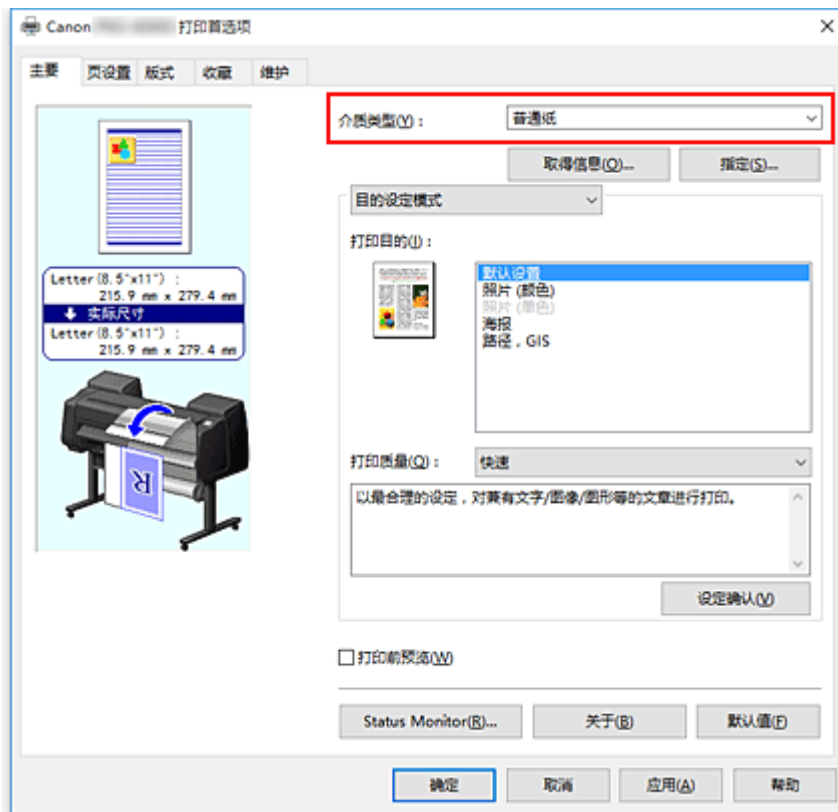 Canon 打印首选项
主要 页设置 版式 收藏 维护
介质类型(Y)： 普通纸
取得信息(O)... 指定(S)...
目的设定模式
打印目的(I)：
默认设置
照片 (颜色)
照片 (单色)
海报
路径，GIS
Letter(8.5"x11") :
215.9 mm x 279.4 mm
实际尺寸
Letter(8.5"x11") :
215.9 mm x 279.4 mm
R
打印质量(Q)： 快速
以最合理的设定，对兼有文字/图像/图形等的文章进行打印。
设定确认(V)
打印前预览(W)
Status Monitor(R)... 关于(B) 默认值(F)
确定 取消 应用(A) 帮助